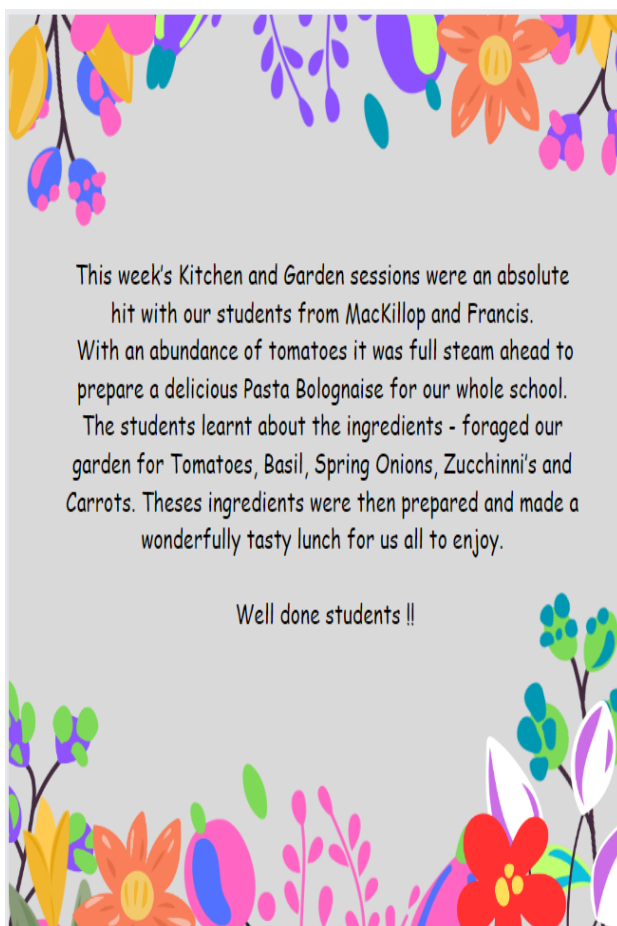 This week's Kitchen and Garden sessions were an absolute
hit with our students from MacKillop and Francis.
With an abundance of tomatoes it was full steam ahead to
prepare a delicious Pasta Bolognaise for our whole school.
The students learnt about the ingredients - foraged our
garden for Tomatoes, Basil, Spring Onions, Zucchinni's and
Carrots. Theses ingredients were then prepared and made a
wonderfully tasty lunch for us all to enjoy.
Well done students !!